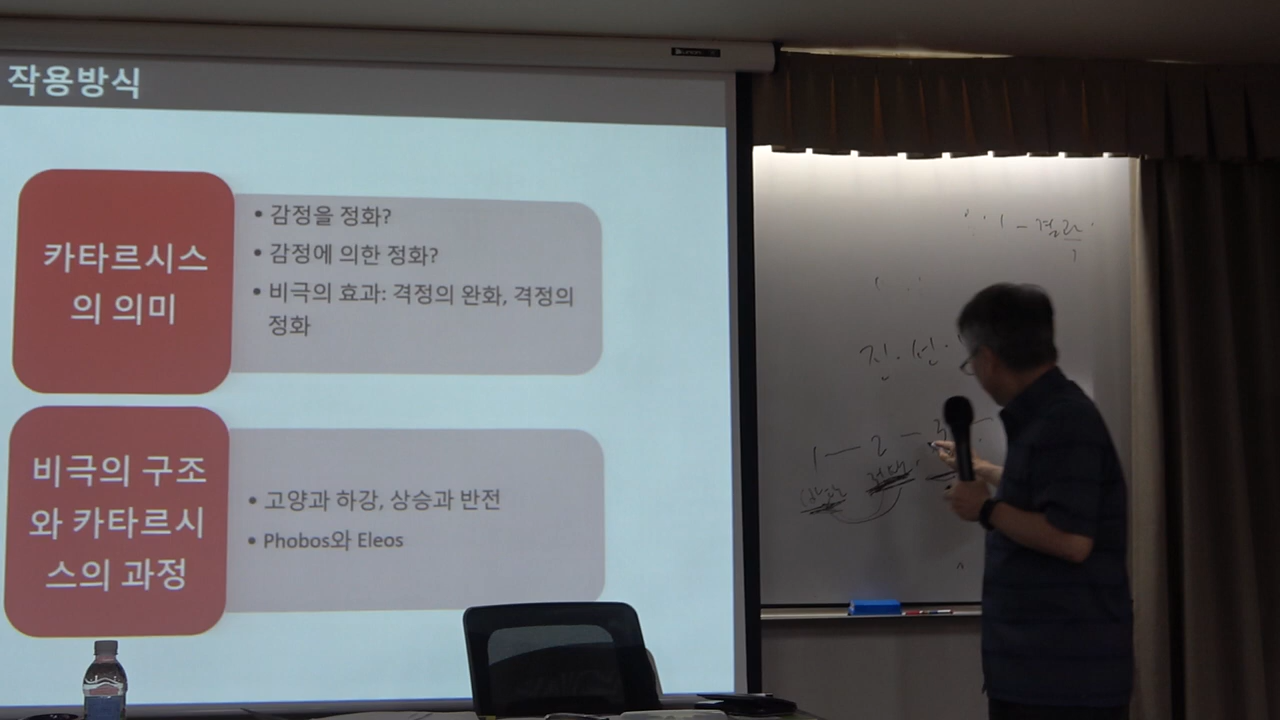 작용방식
카타르시스
의 의미
• 감정을 정화?
• 감정에 의한 정화?
• 비극의 효과: 격정의 완화, 격정의
정화
비극의 구조
와 카타르시
스의 과정
• 고양과 하강, 상승과 반전
• Phobos와 Eleos
진 · 선 ·
1 — 2 — 3